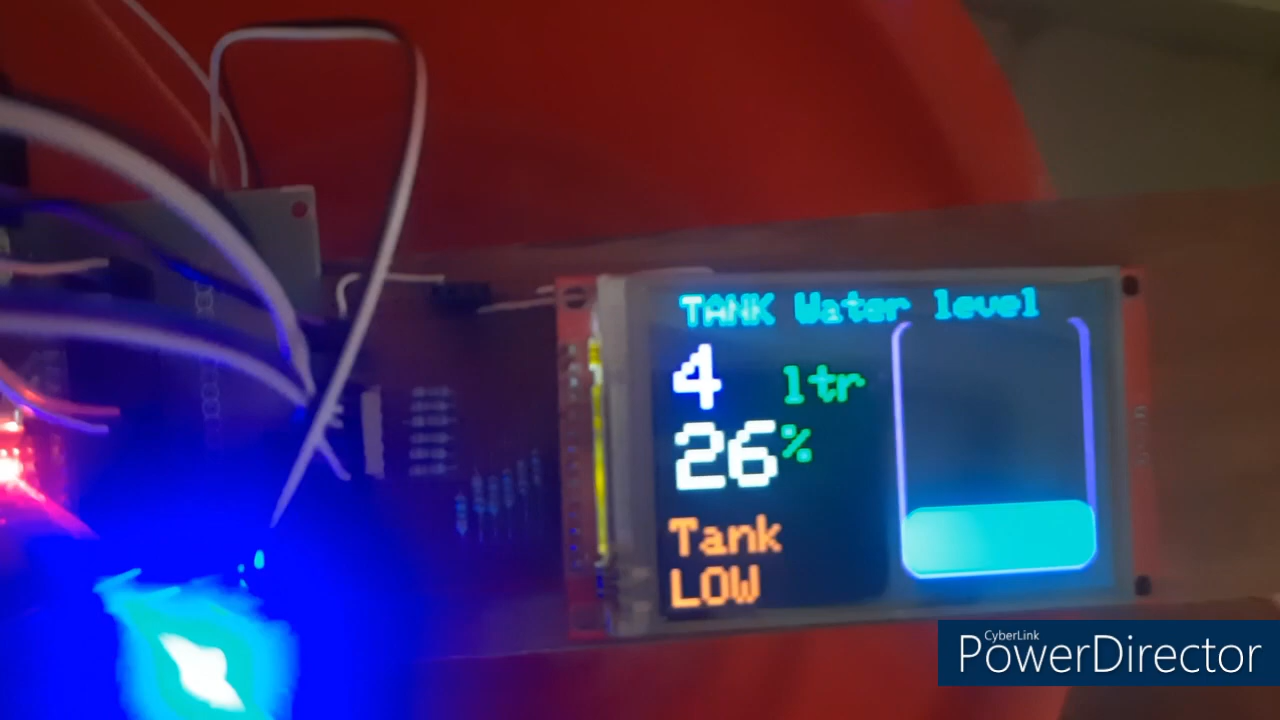 TANK Water level
4 ltr
26%
Tank
LOW
CyberLink
PowerDirector